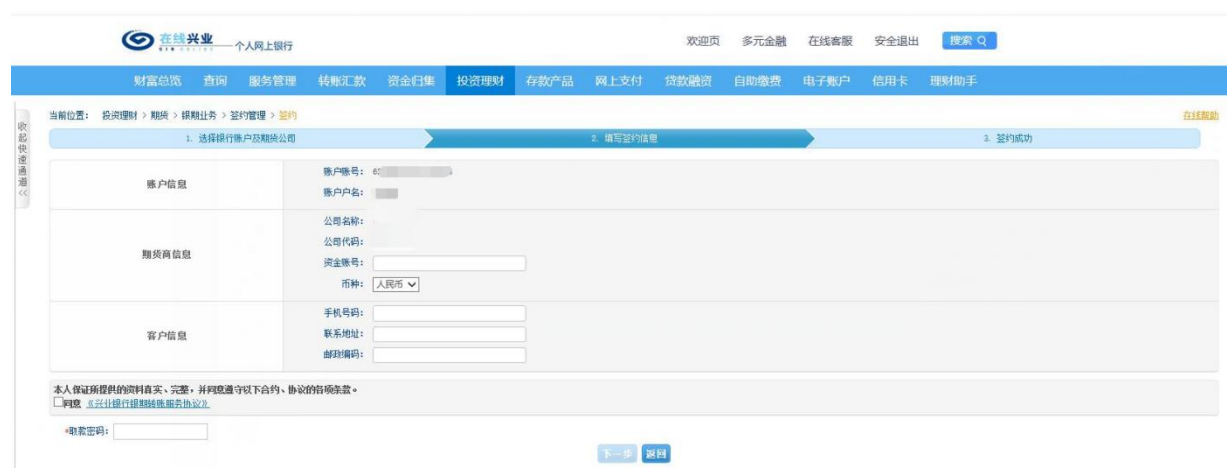 在线兴业 个人网上银行 欢迎页 多元金融 在线客服 安全退出 搜索
财富总览 查询 服务管理 转账汇款 资金归集 投资理财 存款产品 网上支付 贷款融资 自助缴费 电子账户 信用卡 理财助手
当前位置: 投资理财 > 期货 > 银期业务 > 签约管理 > 签约 在线帮助
收起快速通道 <<
1. 选择银行账户及期货公司 2. 填写签约信息 3. 签约成功
账户信息
账户账号: 6
账户户名:
期货商信息
公司名称:
公司代码:
资金账号:
币种: 人民币
客户信息
手机号码:
联系地址:
邮政编码:
本人保证所提供的资料真实、完整,并同意遵守以下合约、协议的各项条款。
同意 《兴业银行银期转账服务协议》
*取款密码:
下一步 返回